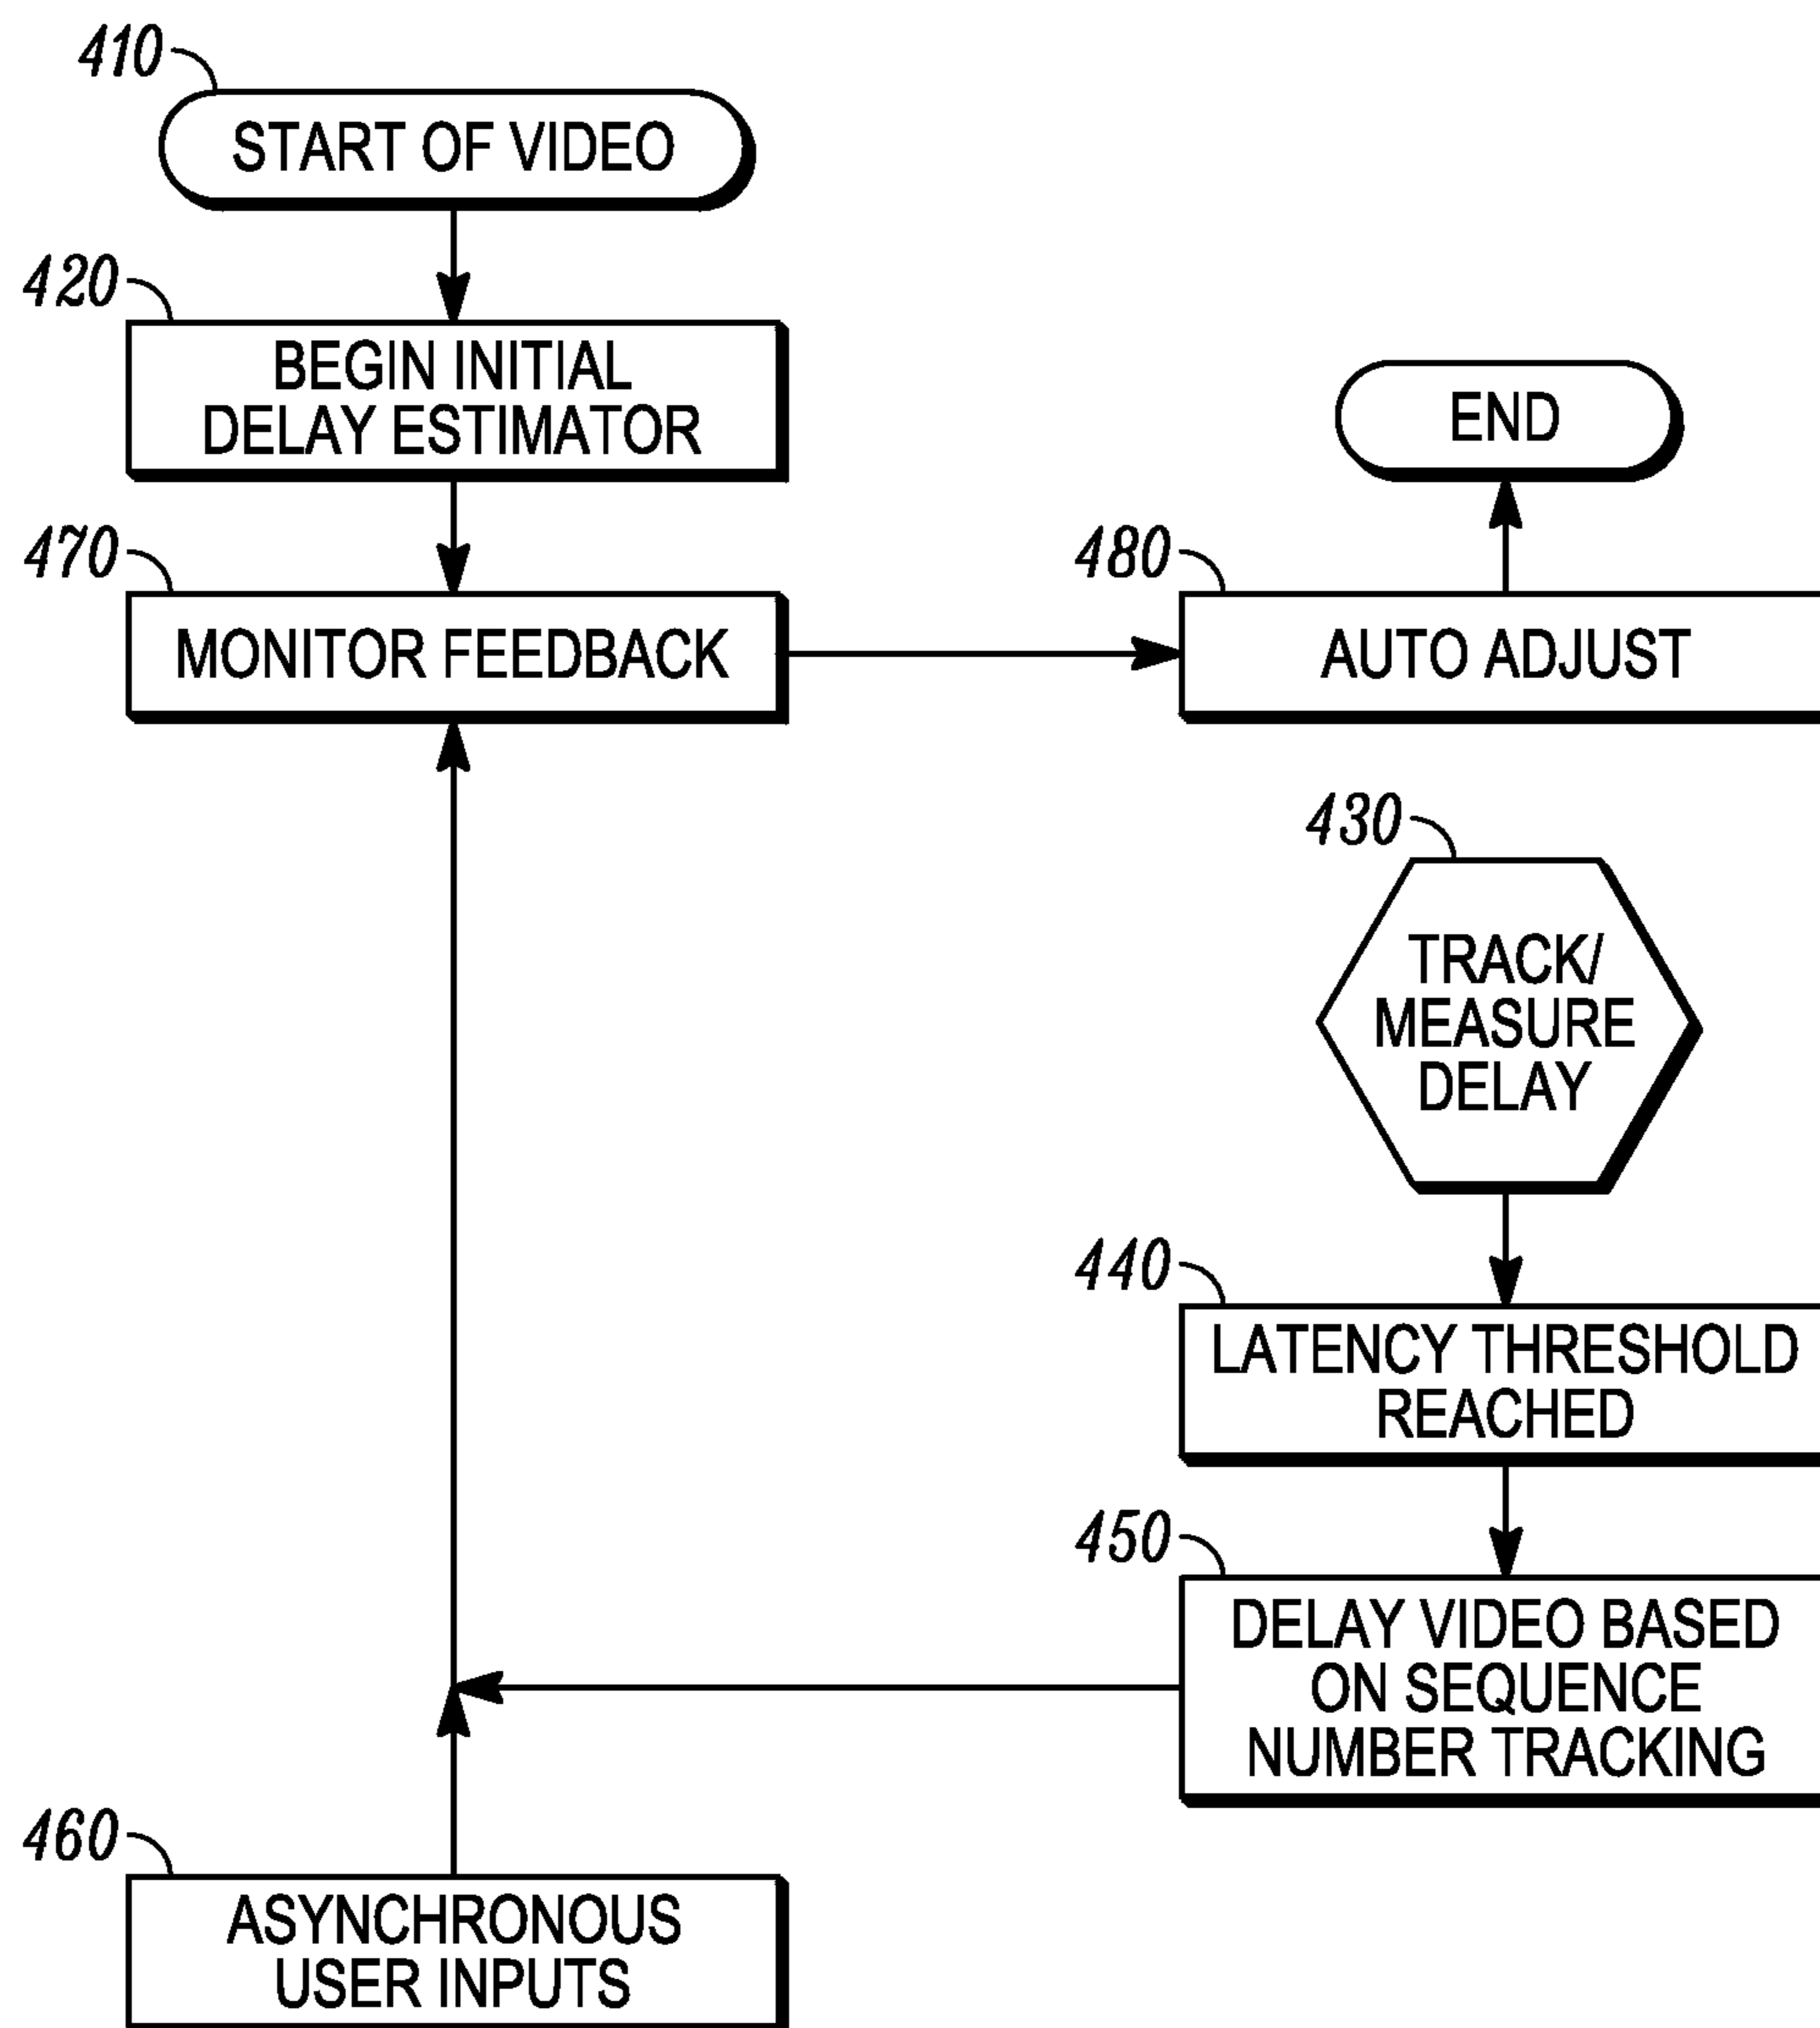 410
START OF VIDEO
420
BEGIN INITIAL
DELAY ESTIMATOR
END
470
MONITOR FEEDBACK
480
AUTO ADJUST
430
TRACK/
MEASURE
DELAY
440
LATENCY THRESHOLD
REACHED
450
DELAY VIDEO BASED
ON SEQUENCE
NUMBER TRACKING
460
ASYNCHRONOUS
USER INPUTS